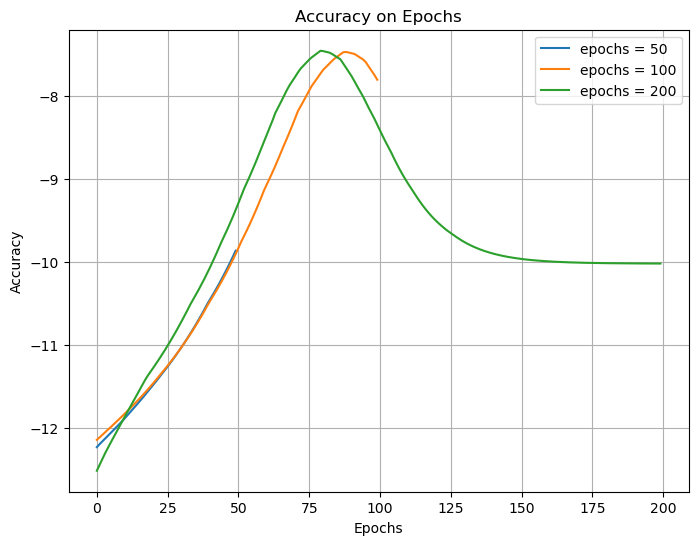 Accuracy on Epochs
epochs = 50
epochs = 100
epochs = 200
Accuracy
−8
−9
−10
−11
−12
0 25 50 75 100 125 150 175 200
Epochs